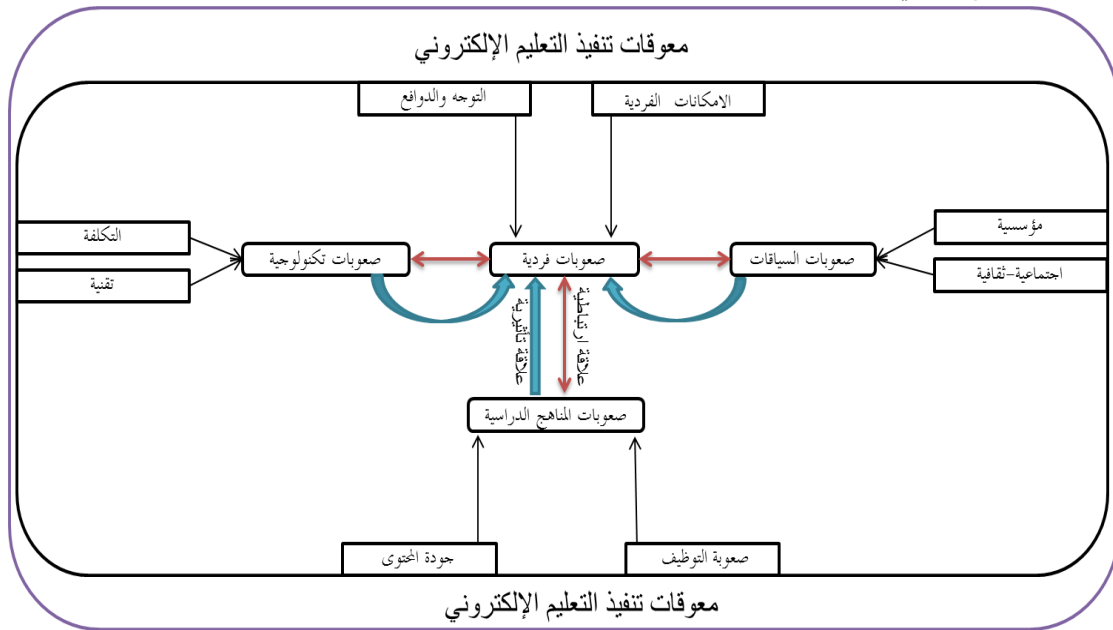 معوقات تنفيذ التعليم الإلكتروني
الامكانات الفردية
التوجه والدوافع
مؤسسية
التكلفة
صعوبات السياقات
صعوبات فردية
صعوبات تكنولوجية
اجتماعية-ثقافية
تقنية
علاقة ارتباطية
علاقة تأثيرية
صعوبات المناهج الدراسية
صعوبة التوظيف
جودة المحتوى
معوقات تنفيذ التعليم الإلكتروني